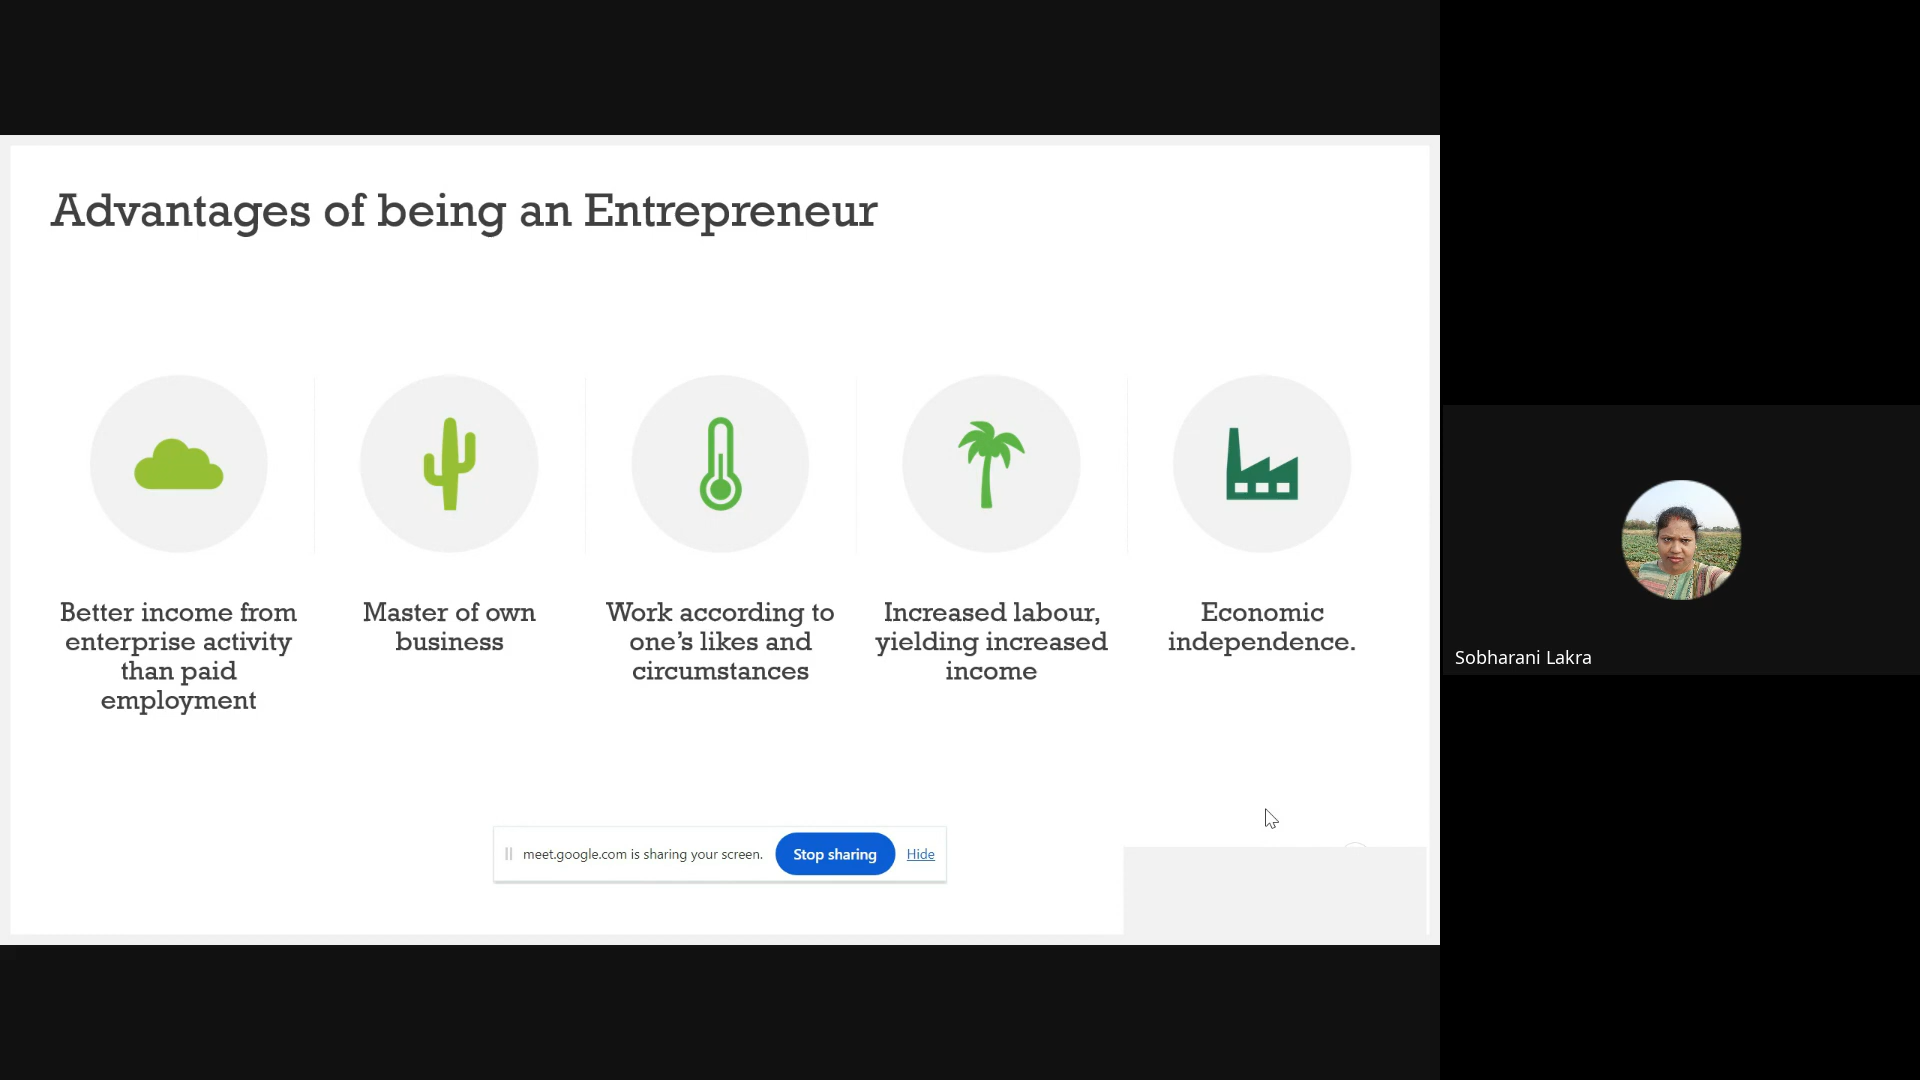 Advantages of being an Entrepreneur
Better income from
enterprise activity
than paid
employment
Master of own
business
Work according to
one’s likes and
circumstances
Increased labour,
yielding increased
income
Economic
independence.
meet.google.com is sharing your screen.
Stop sharing
Hide
Sobharani Lakra